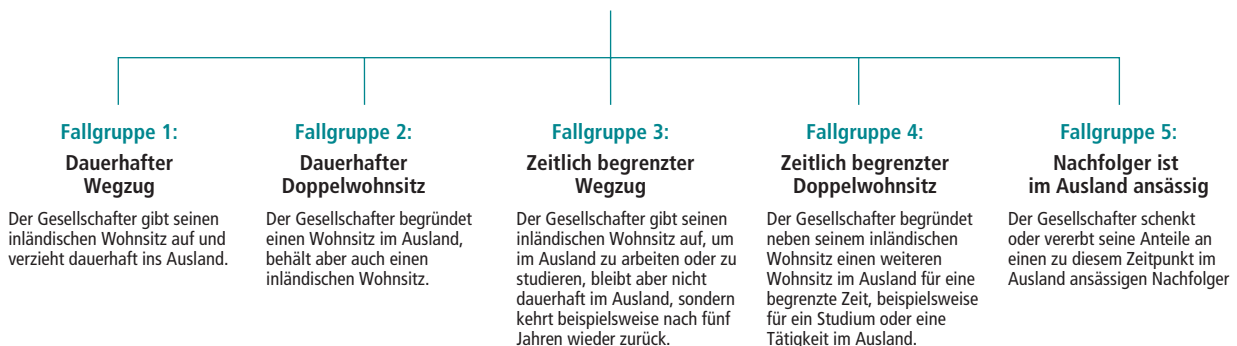 Fallgruppe 1:
Dauerhafter
Wegzug
Der Gesellschafter gibt seinen
inländischen Wohnsitz auf und
verzieht dauerhaft ins Ausland.
Fallgruppe 2:
Dauerhafter
Doppelwohnsitz
Der Gesellschafter begründet
einen Wohnsitz im Ausland,
behält aber auch einen
inländischen Wohnsitz.
Fallgruppe 3:
Zeitlich begrenzter
Wegzug
Der Gesellschafter gibt seinen
inländischen Wohnsitz auf, um
im Ausland zu arbeiten oder zu
studieren, bleibt aber nicht
dauerhaft im Ausland, sondern
kehrt beispielsweise nach fünf
Jahren wieder zurück.
Fallgruppe 4:
Zeitlich begrenzter
Doppelwohnsitz
Der Gesellschafter begründet
neben seinem inländischen
Wohnsitz einen weiteren
Wohnsitz im Ausland für eine
begrenzte Zeit, beispielsweise
für ein Studium oder eine
Tätigkeit im Ausland.
Fallgruppe 5:
Nachfolger ist
im Ausland ansässig
Der Gesellschafter schenkt
oder vererbt seine Anteile an
einen zu diesem Zeitpunkt im
Ausland ansässigen Nachfolger